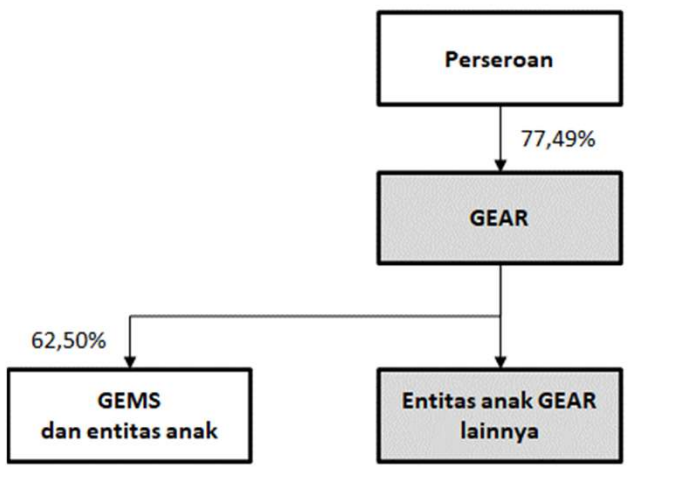 Perseroan
77,49%
GEAR
62,50%
GEMS
dan entitas anak
Entitas anak GEAR
lainnya